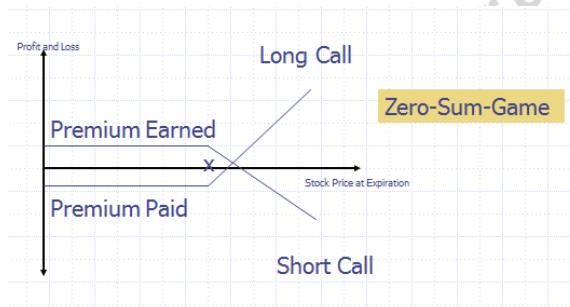 Profit and Loss
Long Call
Zero-Sum-Game
Premium Earned
X
Stock Price at Expiration
Premium Paid
Short Call